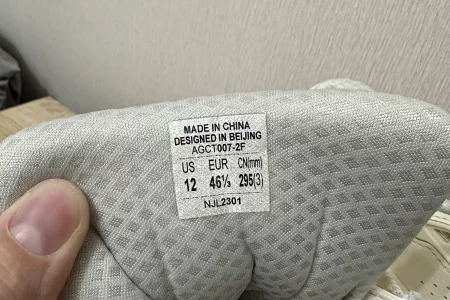 MADE IN CHINA
DESIGNED IN BEIJING
AGCT007-2F
US EUR CN(mm)
12 46⅓ 295(3)
NJL2301